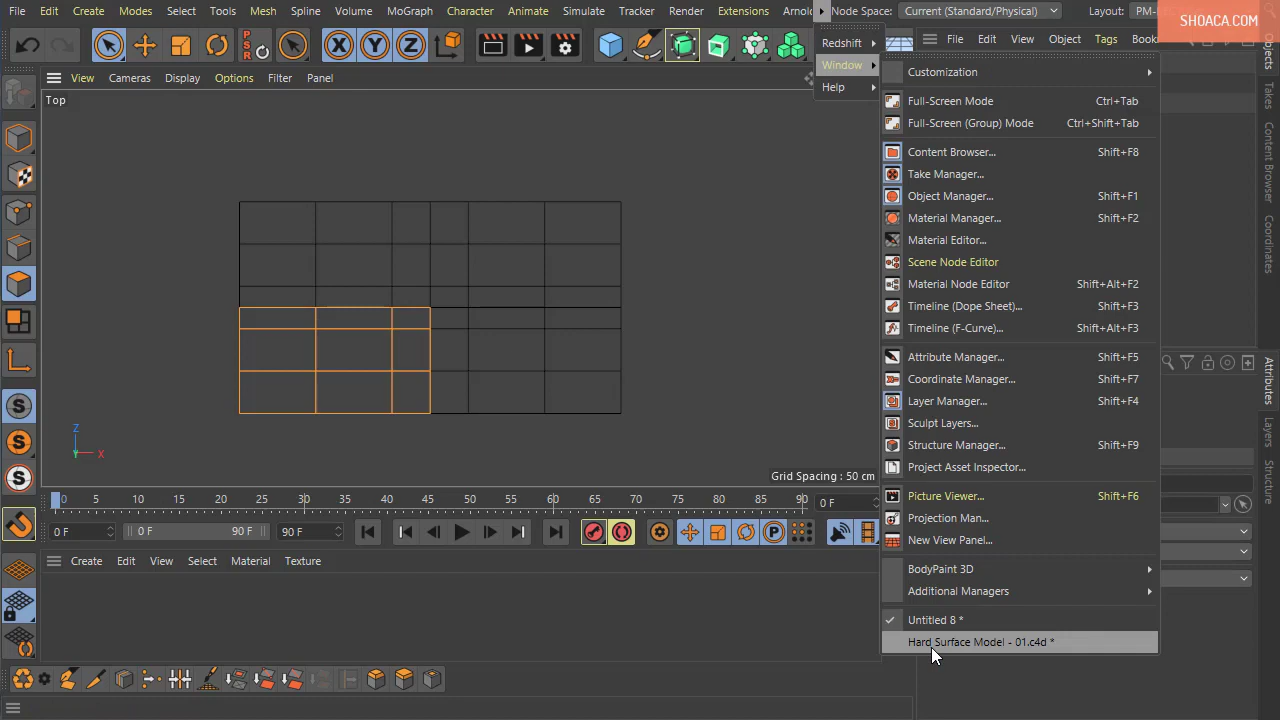 File Edit Create Modes Select Tools Mesh Spline Volume MoGraph Character Animate Simulate Tracker Render Extensions Arnol Node Space: Current (Standard/Physical) Layout: PM-
SHOACA.COM
PSR X Y Z
Redshift
Window
Help
File Edit View Object Tags Book
View Cameras Display Options Filter Panel
Top
Customization
Full-Screen Mode Ctrl+Tab
Full-Screen (Group) Mode Ctrl+Shift+Tab
Content Browser... Shift+F8
Take Manager...
Object Manager... Shift+F1
Material Manager... Shift+F2
Material Editor...
Scene Node Editor
Material Node Editor Shift+Alt+F2
Timeline (Dope Sheet)... Shift+F3
Timeline (F-Curve)... Shift+Alt+F3
Attribute Manager... Shift+F5
Coordinate Manager... Shift+F7
Layer Manager... Shift+F4
Sculpt Layers...
Structure Manager... Shift+F9
Project Asset Inspector...
Picture Viewer... Shift+F6
Projection Man...
New View Panel...
BodyPaint 3D
Additional Managers
Untitled 8 *
Hard Surface Model - 01.c4d *
Objects
Takes
Content Browser
Coordinates
Attributes
Layers
Structure
S
S
S
Z
Y X
Grid Spacing : 50 cm
0 5 10 15 20 25 30 35 40 45 50 55 60 65 70 75 80 85 90 0 F
0 F 0 F 90 F 90 F P
Create Edit View Select Material Texture